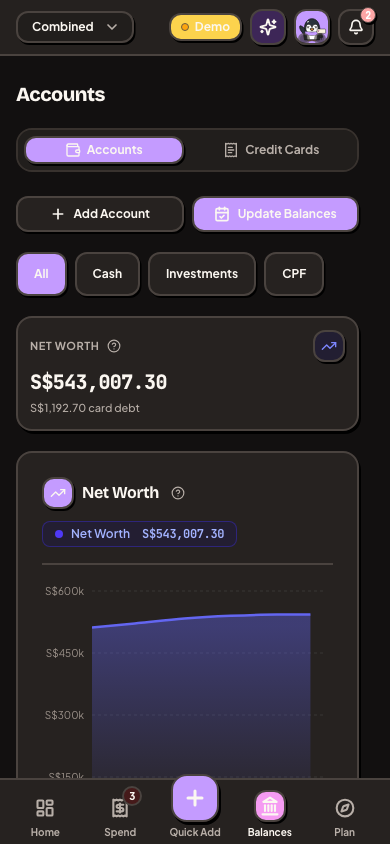 Combined
Demo
2
Accounts
Accounts
Credit Cards
Add Account
Update Balances
All
Cash
Investments
CPF
NET WORTH
S$543,007.30
S$1,192.70 card debt
Net Worth
Net Worth S$543,007.30
S$600k
S$450k
S$300k
S$150k
3
Home
Spend
Quick Add
Balances
Plan